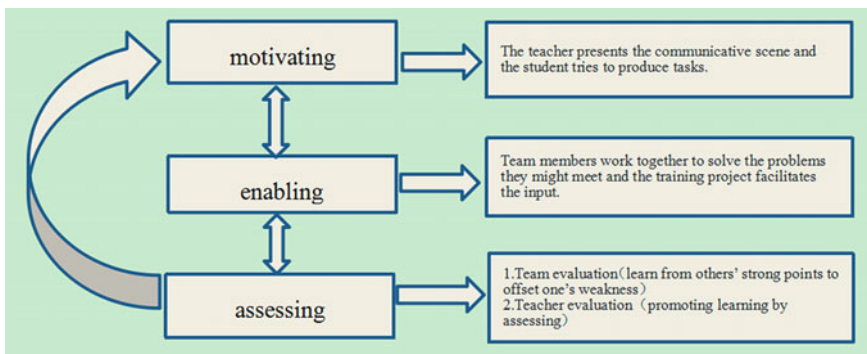 motivating
The teacher presents the communicative scene and
the student tries to produce tasks.
enabling
Team members work together to solve the problems
they might meet and the training project facilitates
the input.
assessing
1.Team evaluation（learn from others’ strong points to
offset one’s weakness）
2.Teacher evaluation（promoting learning by
assessing）